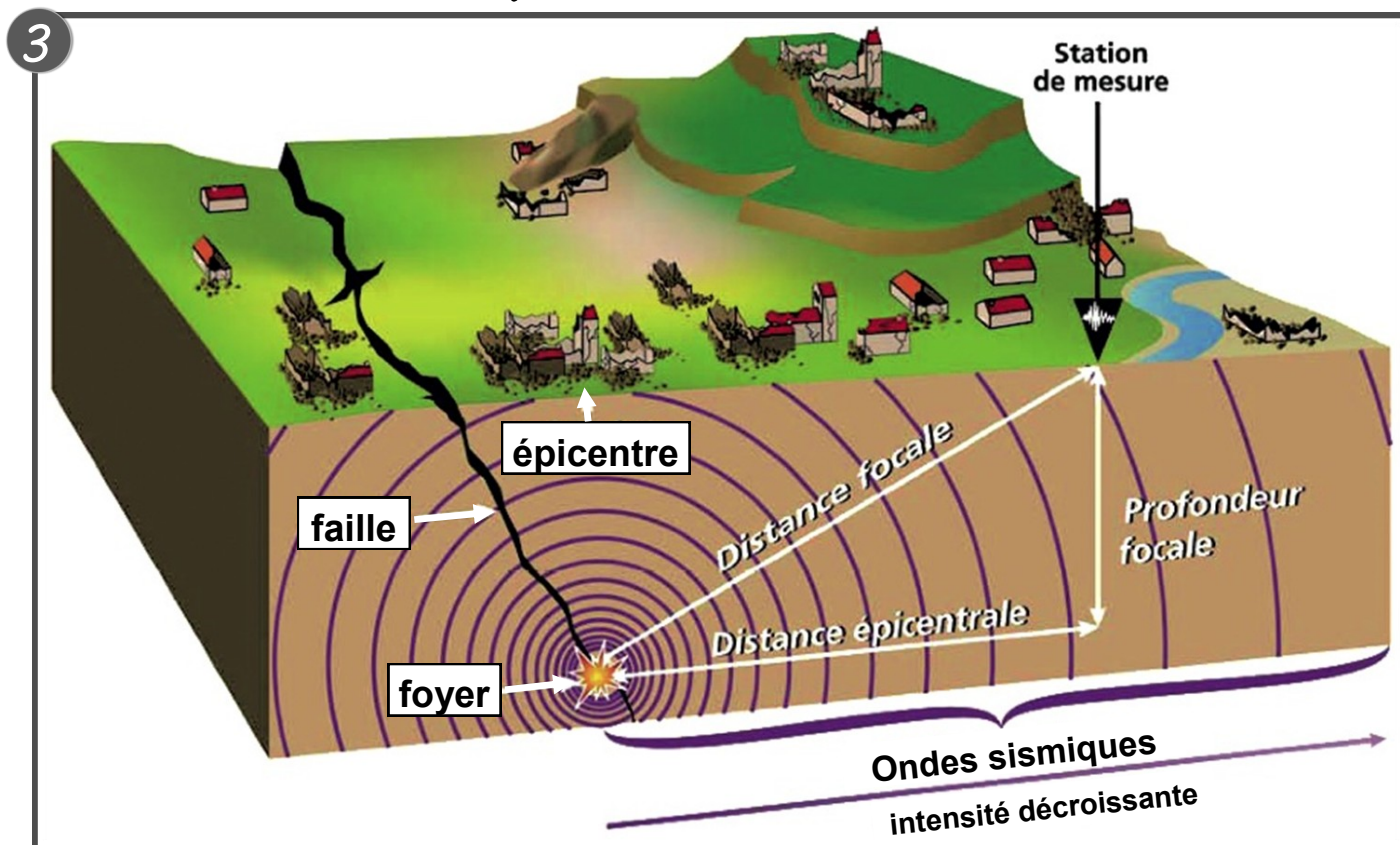 3
Station
de mesure
épicentre
faille
Distance focale
Profondeur
focale
Distance épicentrale
foyer
Ondes sismiques
intensité décroissante